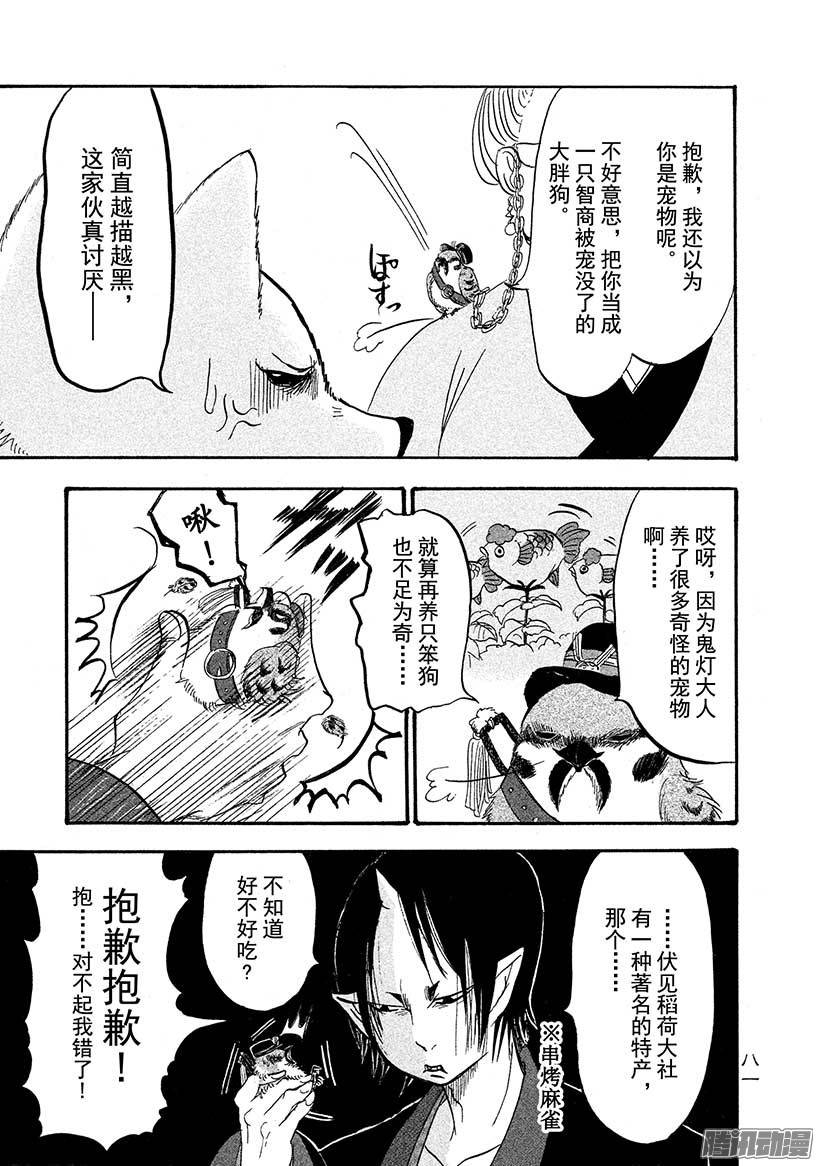 抱歉，我还以为
你是宠物呢。
不好意思，把你当成
一只智商被宠没了的
大胖狗。
ぽすっ
简直越描越黑，
这家伙真讨厌——
哎呀，因为鬼灯大人
养了很多奇怪的宠物
啊……
就算再养只笨狗
也不足为奇……
啾！
……伏见稻荷大社
有一种著名的特产，
那个……
※串烤麻雀
不知道
好不好吃？
抱歉抱歉！
抱……对不起我错了！
八一
腾讯动漫